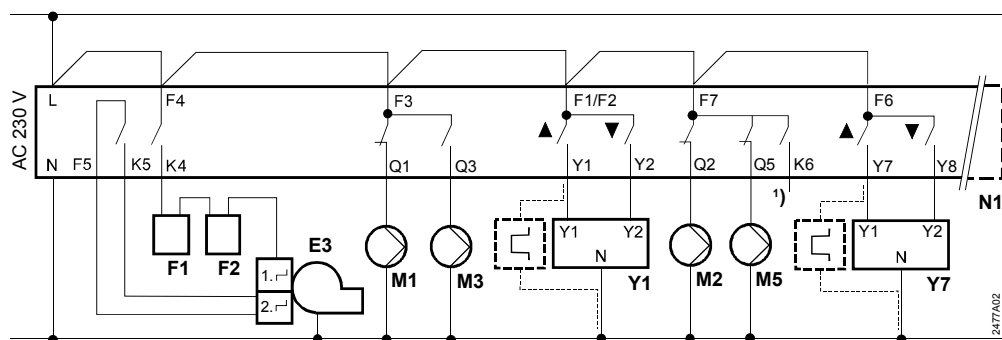 AC 230 V
L F4 F3 F1/F2 F7 F6
N F5 K5 K4 Q1 Q3 Y1 Y2 Q2 Q5 K6 Y7 Y8
N1
1)
F1 F2 E3
1.
2.
M1 M3
Y1 Y2
N
Y1
M2 M5
Y1 Y2
N
Y7
2477A02